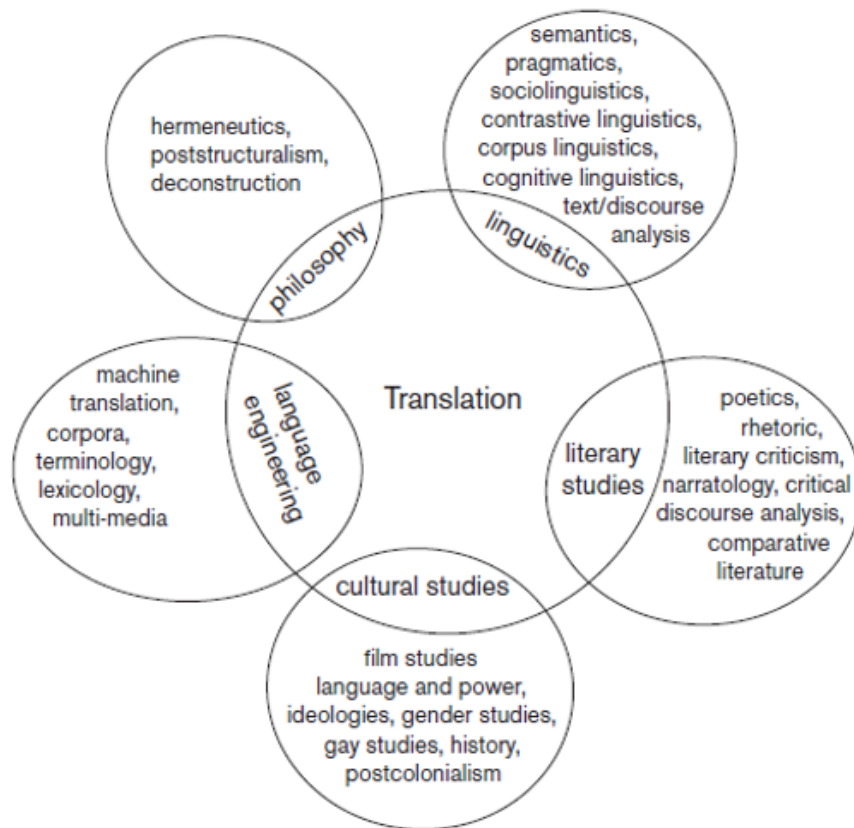 semantics,
pragmatics,
sociolinguistics,
contrastive linguistics,
corpus linguistics,
cognitive linguistics,
text/discourse
analysis
linguistics
hermeneutics,
poststructuralism,
deconstruction
philosophy
Translation
machine
translation,
corpora,
terminology,
lexicology,
multi-media
language
engineering
poetics,
rhetoric,
literary criticism,
narratology, critical
discourse analysis,
comparative
literature
literary
studies
cultural studies
film studies
language and power,
ideologies, gender studies,
gay studies, history,
postcolonialism